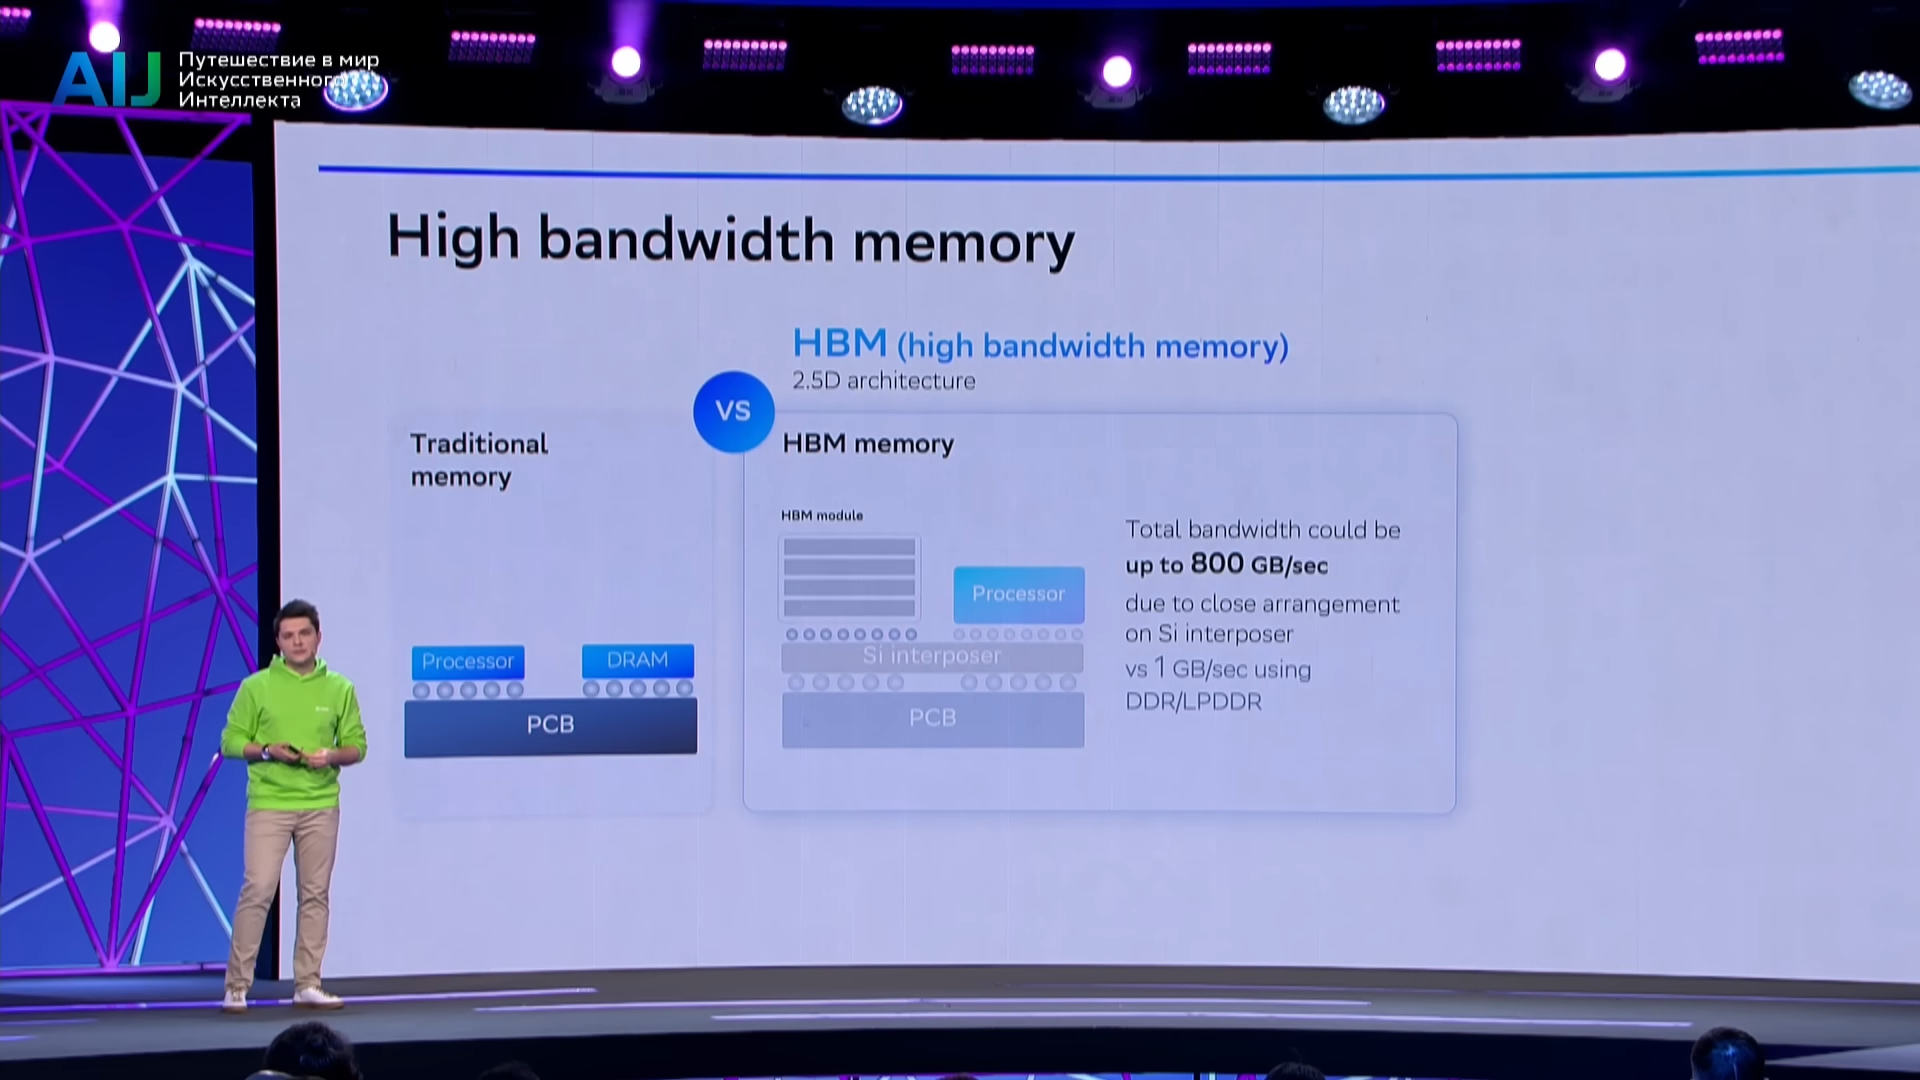 AIJ
Путешествие в мир
Искусственного
Интеллекта
High bandwidth memory
HBM (high bandwidth memory)
2.5D architecture
VS
Traditional
memory
Processor
DRAM
PCB
HBM memory
HBM module
Processor
Si interposer
PCB
Total bandwidth could be
up to 800 GB/sec
due to close arrangement
on Si interposer
vs 1 GB/sec using
DDR/LPDDR